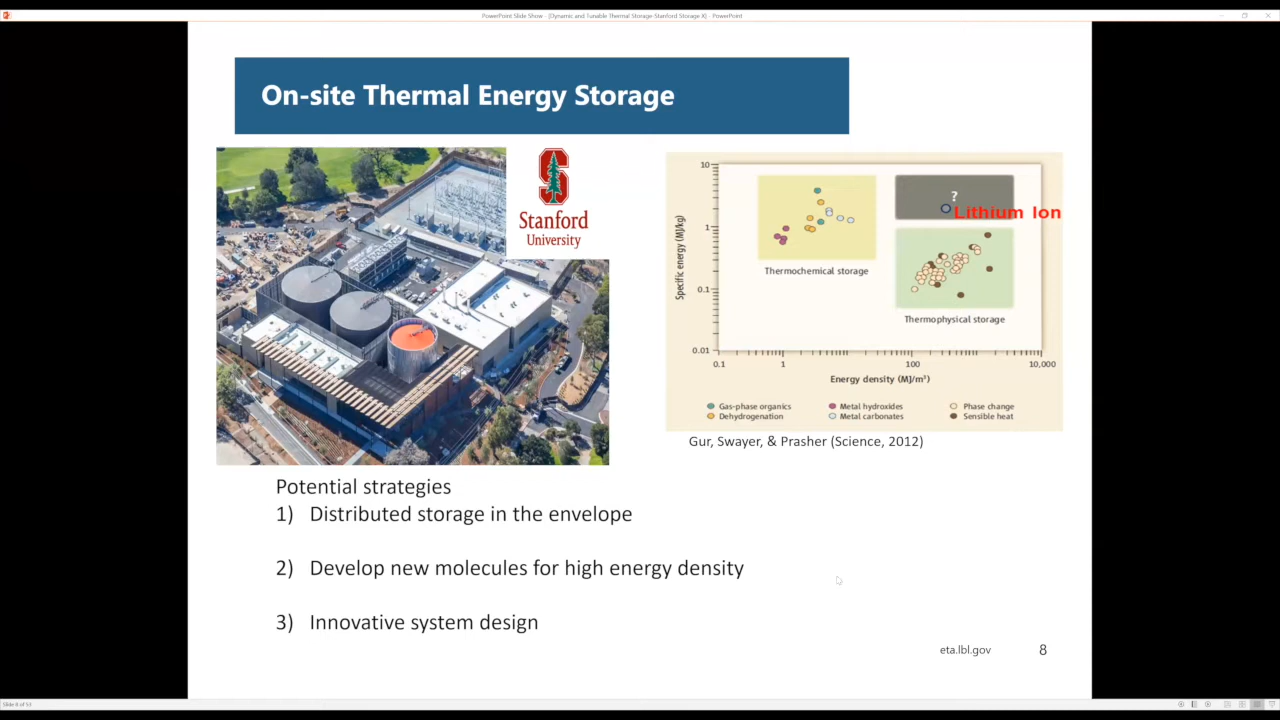 PowerPoint Slide Show - [Dynamic and Tunable Thermal Storage-Stanford Storage X] - PowerPoint
On-site Thermal Energy Storage
S
Stanford
University
10
1
0.1
0.01
Specific energy (MJ/kg)
?
Lithium Ion
Thermochemical storage
Thermophysical storage
0.1
1
100
10,000
Energy density (MJ/m³)
Gas-phase organics
Metal hydroxides
Phase change
Dehydrogenation
Metal carbonates
Sensible heat
Gur, Swayer, & Prasher (Science, 2012)
Potential strategies
1) Distributed storage in the envelope
2) Develop new molecules for high energy density
3) Innovative system design
eta.lbl.gov
8
Slide 8 of 53